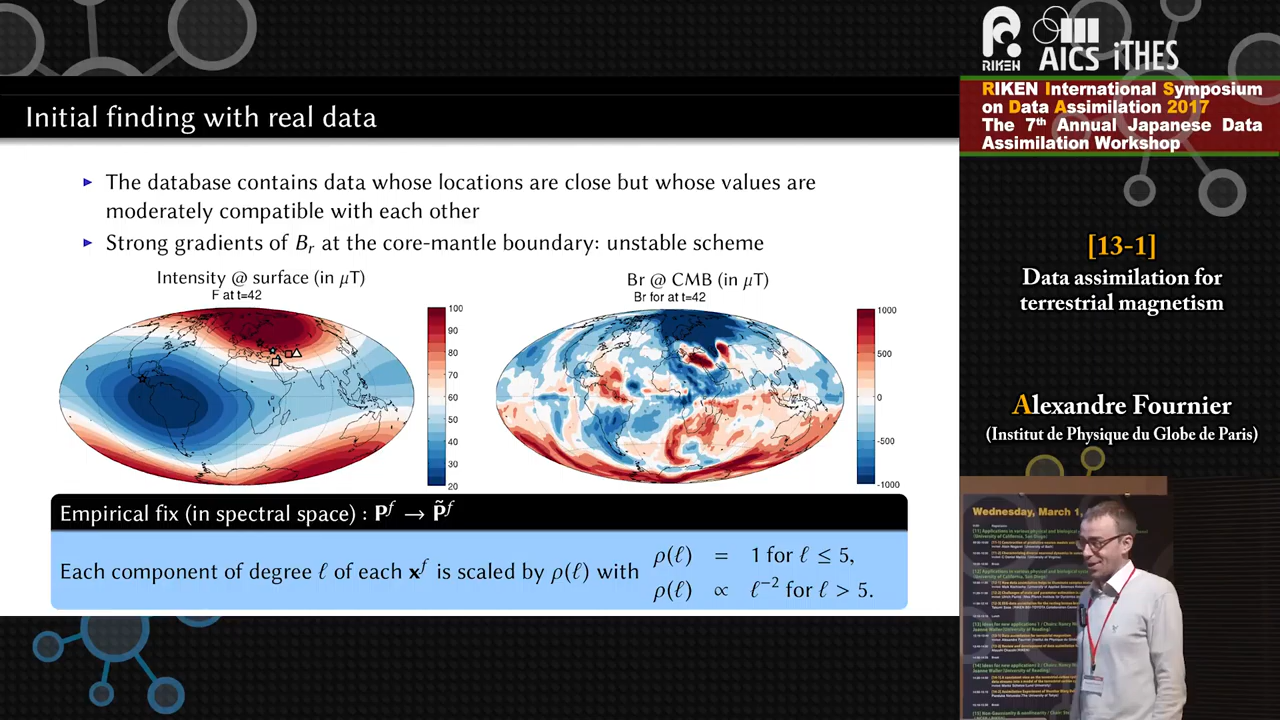 Initial finding with real data
▸ The database contains data whose locations are close but whose values are
moderately compatible with each other
▸ Strong gradients of Br at the core-mantle boundary: unstable scheme
Intensity @ surface (in μT)
F at t=42
100
90
80
70
60
50
40
30
20
Br @ CMB (in μT)
Br for at t=42
1000
500
0
-500
-1000
Empirical fix (in spectral space) : P^f → P̃^f
Each component of degree ℓ of each x^f is scaled by ρ(ℓ) with
ρ(ℓ) = 1 for ℓ ≤ 5,
ρ(ℓ) ∝ ℓ^−2 for ℓ > 5.
RIKEN AICS iTHES
RIKEN International Symposium
on Data Assimilation 2017
The 7th Annual Japanese Data
Assimilation Workshop
[13-1]
Data assimilation for
terrestrial magnetism
Alexandre Fournier
(Institut de Physique du Globe de Paris)
Wednesday, March 1,